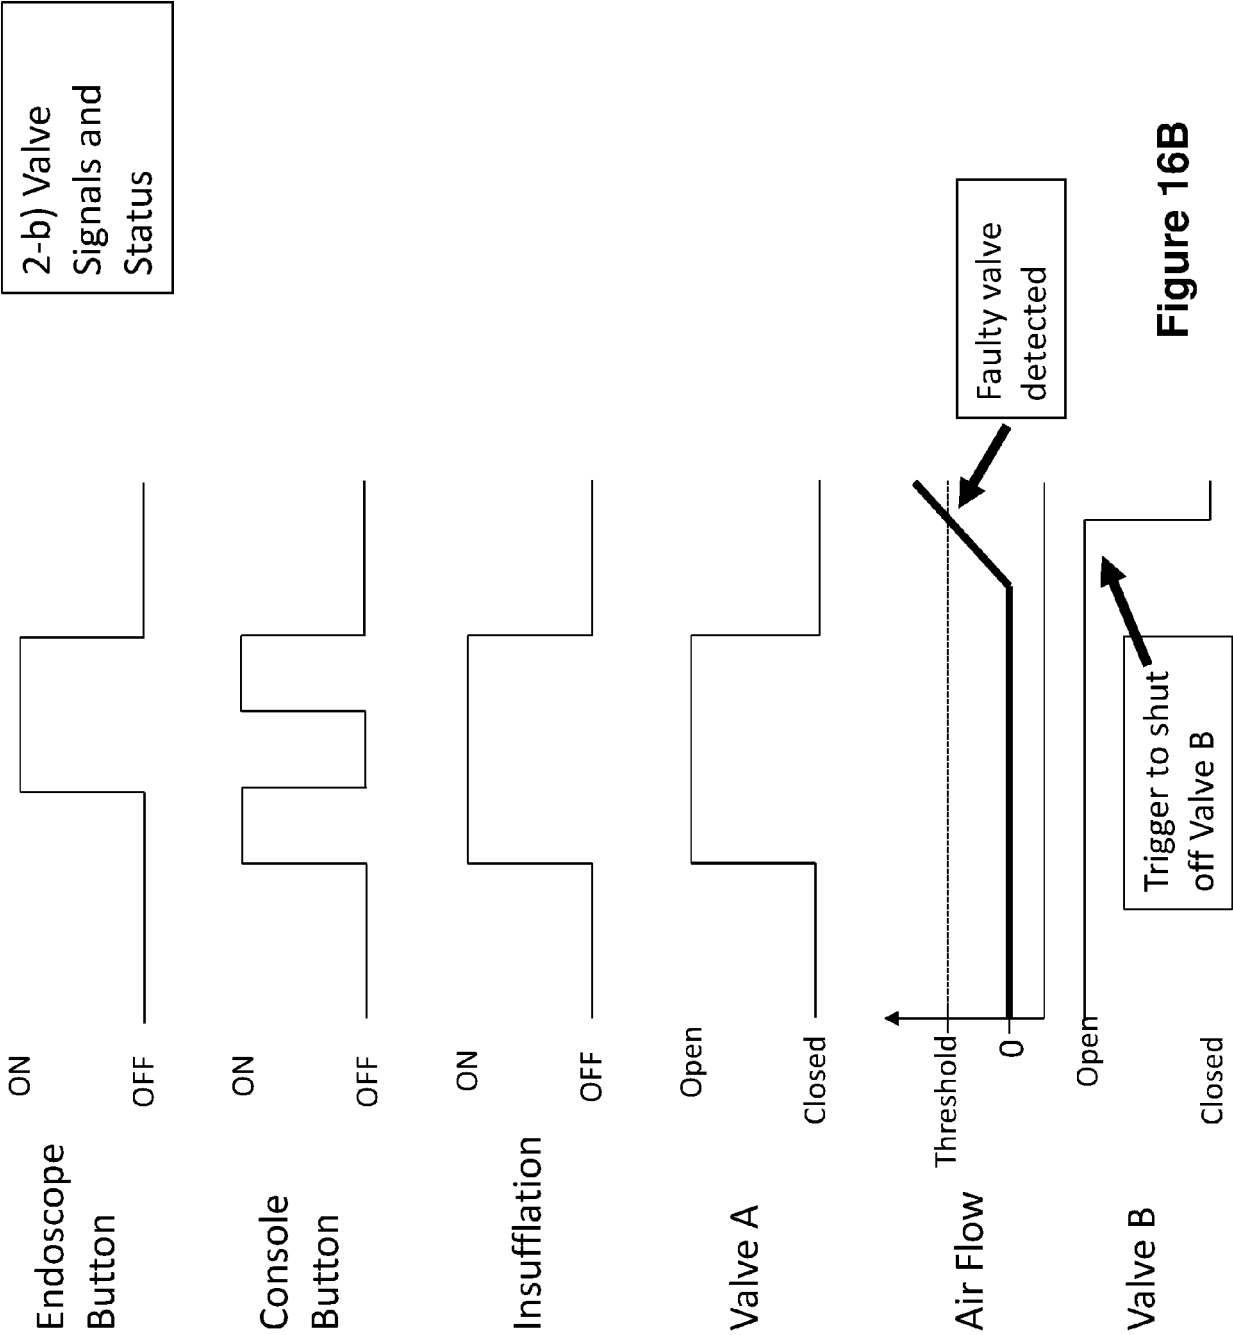 2-b) Valve
Signals and
Status
Endoscope
Button
ON
OFF
Console
Button
ON
OFF
Insufflation
ON
OFF
Valve A
Open
Closed
Air Flow
Threshold
0
Faulty valve
detected
Valve B
Open
Closed
Trigger to shut
off Valve B
Figure 16B